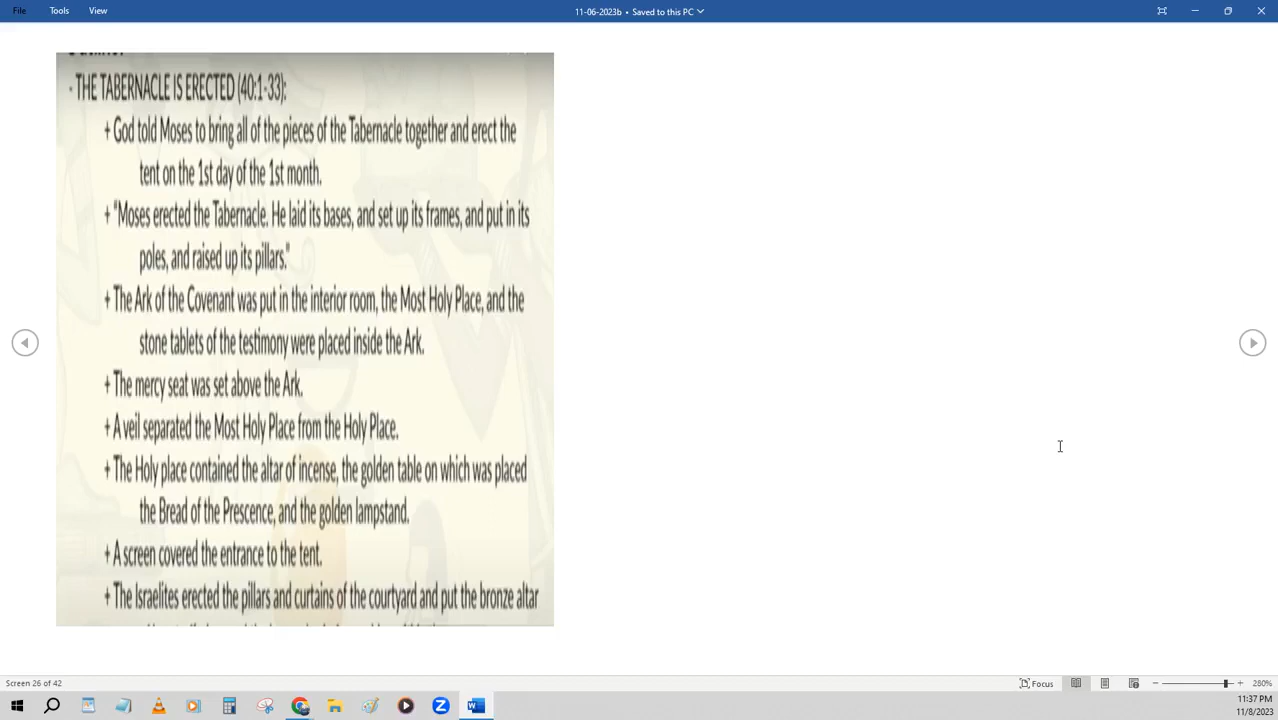 File Tools View 11-06-2023b • Saved to this PC
- THE TABERNACLE IS ERECTED (40:1-33):
+ God told Moses to bring all of the pieces of the Tabernacle together and erect the
tent on the 1st day of the 1st month.
+ "Moses erected the Tabernacle. He laid its bases, and set up its frames, and put in its
poles, and raised up its pillars."
+ The Ark of the Covenant was put in the interior room, the Most Holy Place, and the
stone tablets of the testimony were placed inside the Ark.
+ The mercy seat was set above the Ark.
+ A veil separated the Most Holy Place from the Holy Place.
+ The Holy place contained the altar of incense, the golden table on which was placed
the Bread of the Prescence, and the golden lampstand.
+ A screen covered the entrance to the tent.
+ The Israelites erected the pillars and curtains of the courtyard and put the bronze altar
Screen 26 of 42 Focus 280%
11:37 PM
11/8/2023